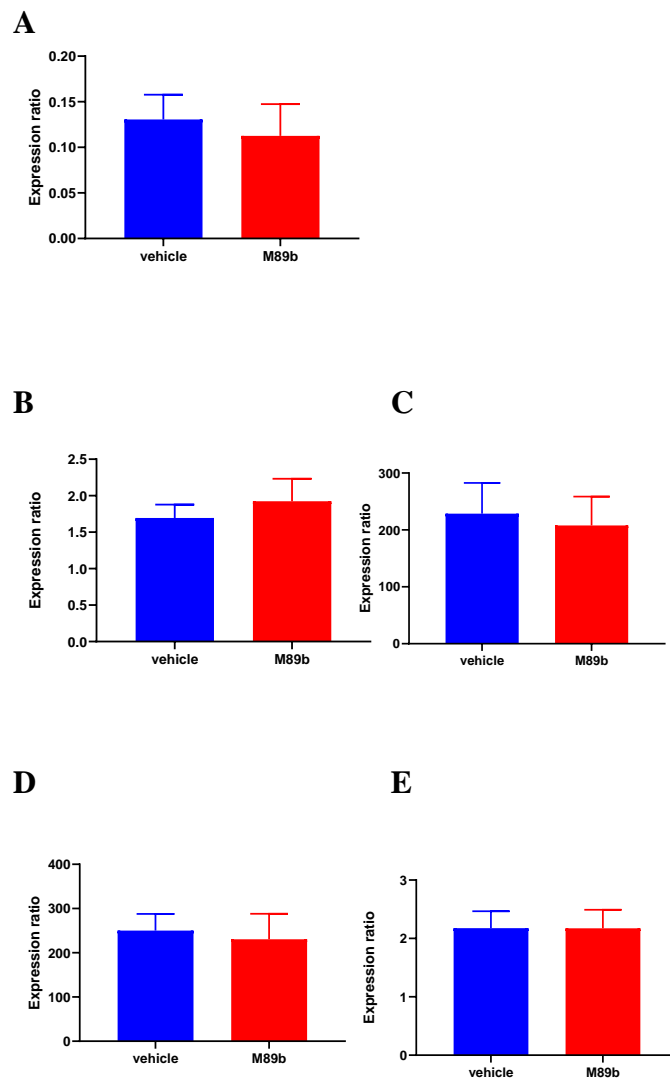 A
Expression ratio
0.20
0.15
0.10
0.05
0.00
vehicle M89b
B
Expression ratio
2.5
2.0
1.5
1.0
0.5
0.0
vehicle M89b
C
Expression ratio
300
200
100
0
vehicle M89b
D
Expression ratio
400
300
200
100
0
vehicle M89b
E
Expression ratio
3
2
1
0
vehicle M89b